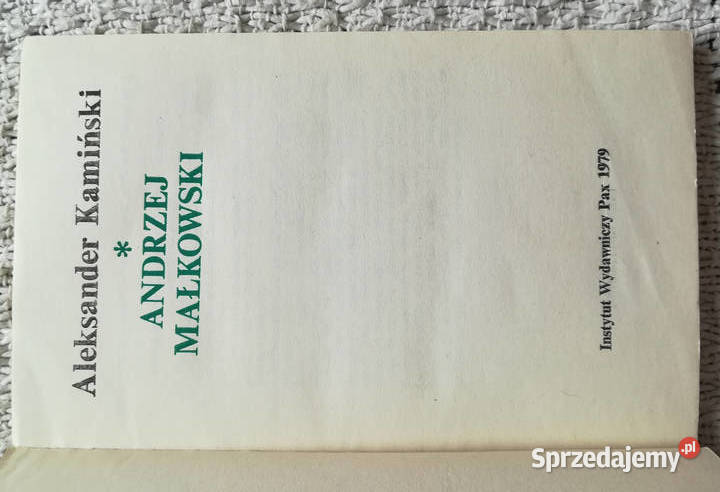 Aleksander Kamiński
*
ANDRZEJ
MAŁKOWSKI
Instytut Wydawniczy Pax 1979
Sprzedajemy.pl